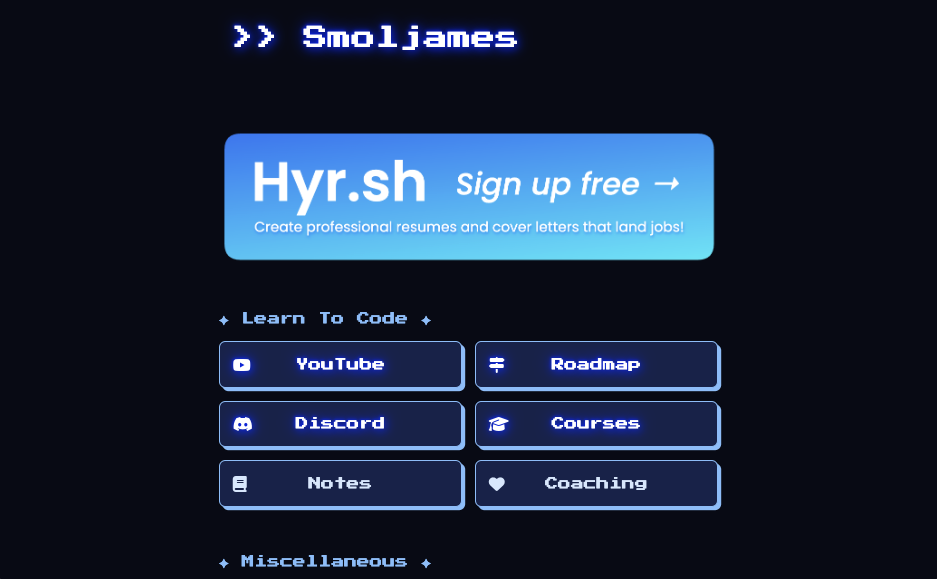 >> Smoljames
Hyr.sh Sign up free →
Create professional resumes and cover letters that land jobs!
✦ Learn To Code ✦
YouTube Roadmap
Discord Courses
Notes Coaching
✦ Miscellaneous ✦